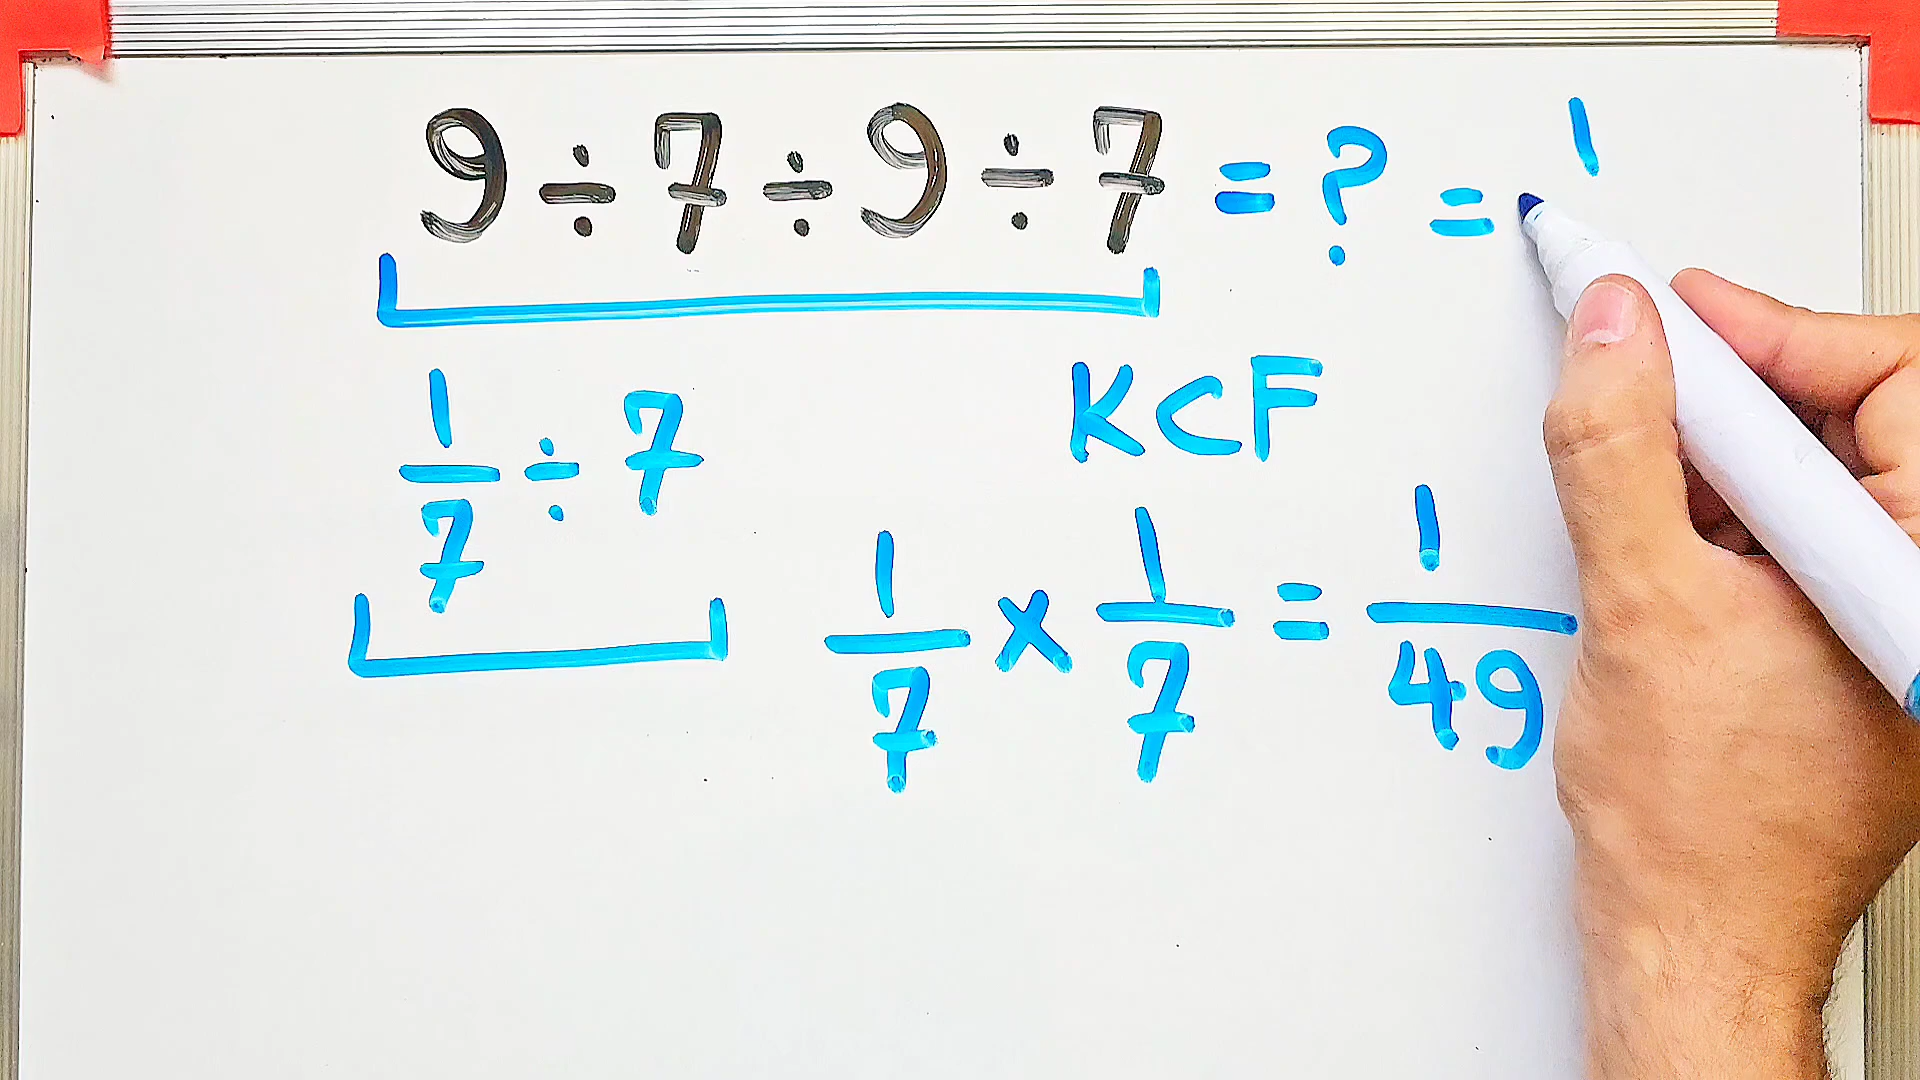 9 ÷ 7 ÷ 9 ÷ 7 = ? = 1
1/7 ÷ 7
KCF
1/7 × 1/7 = 1/49